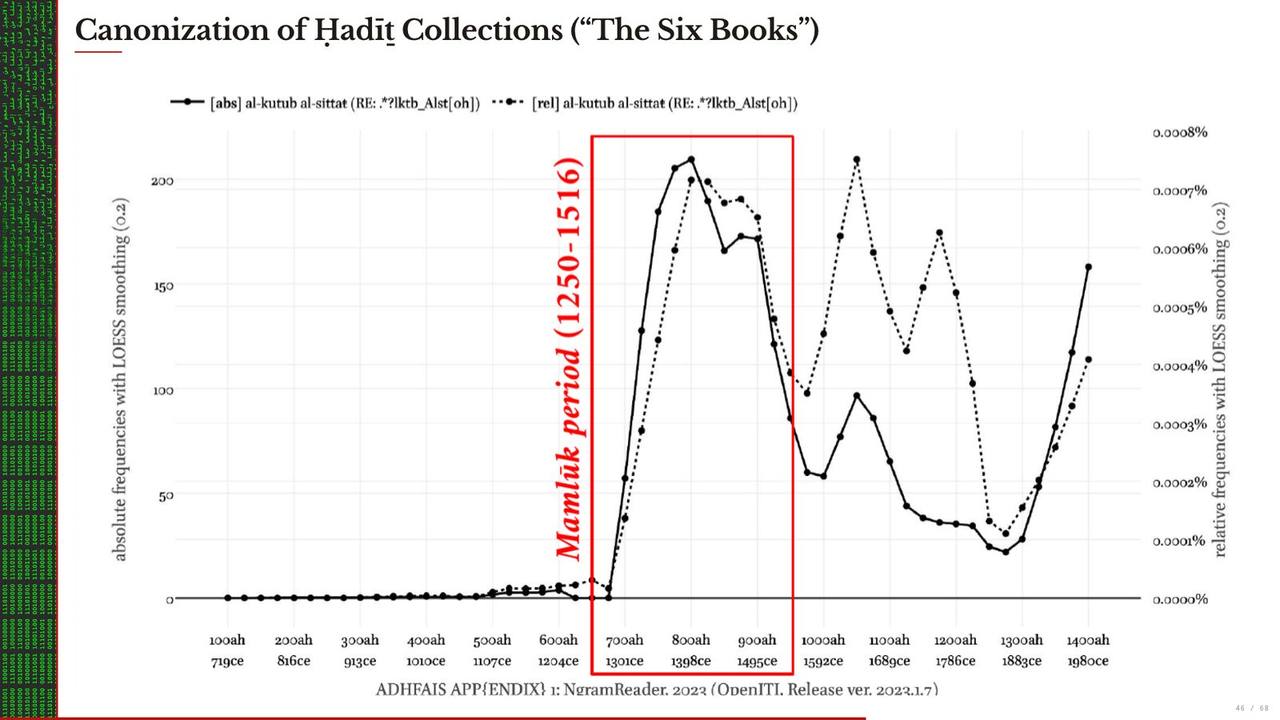 Canonization of Ḥadīṯ Collections (“The Six Books”)
[abs] al-kutub al-sittaŧ (RE: .*?lktb_Alst[oh]) [rel] al-kutub al-sittaŧ (RE: .*?lktb_Alst[oh])
absolute frequencies with LOESS smoothing (0.2)
200
150
100
50
0
Mamlūk period (1250-1516)
0.0008%
0.0007%
0.0006%
0.0005%
0.0004%
0.0003%
0.0002%
0.0001%
0.0000%
relative frequencies with LOESS smoothing (0.2)
100ah 200ah 300ah 400ah 500ah 600ah 700ah 800ah 900ah 1000ah 1100ah 1200ah 1300ah 1400ah
719ce 816ce 913ce 1010ce 1107ce 1204ce 1301ce 1398ce 1495ce 1592ce 1689ce 1786ce 1883ce 1980ce
ADHFAIS APP{ENDIX} 1: NgramReader, 2023 (OpenITI, Release ver. 2023.1.7)
46 / 68